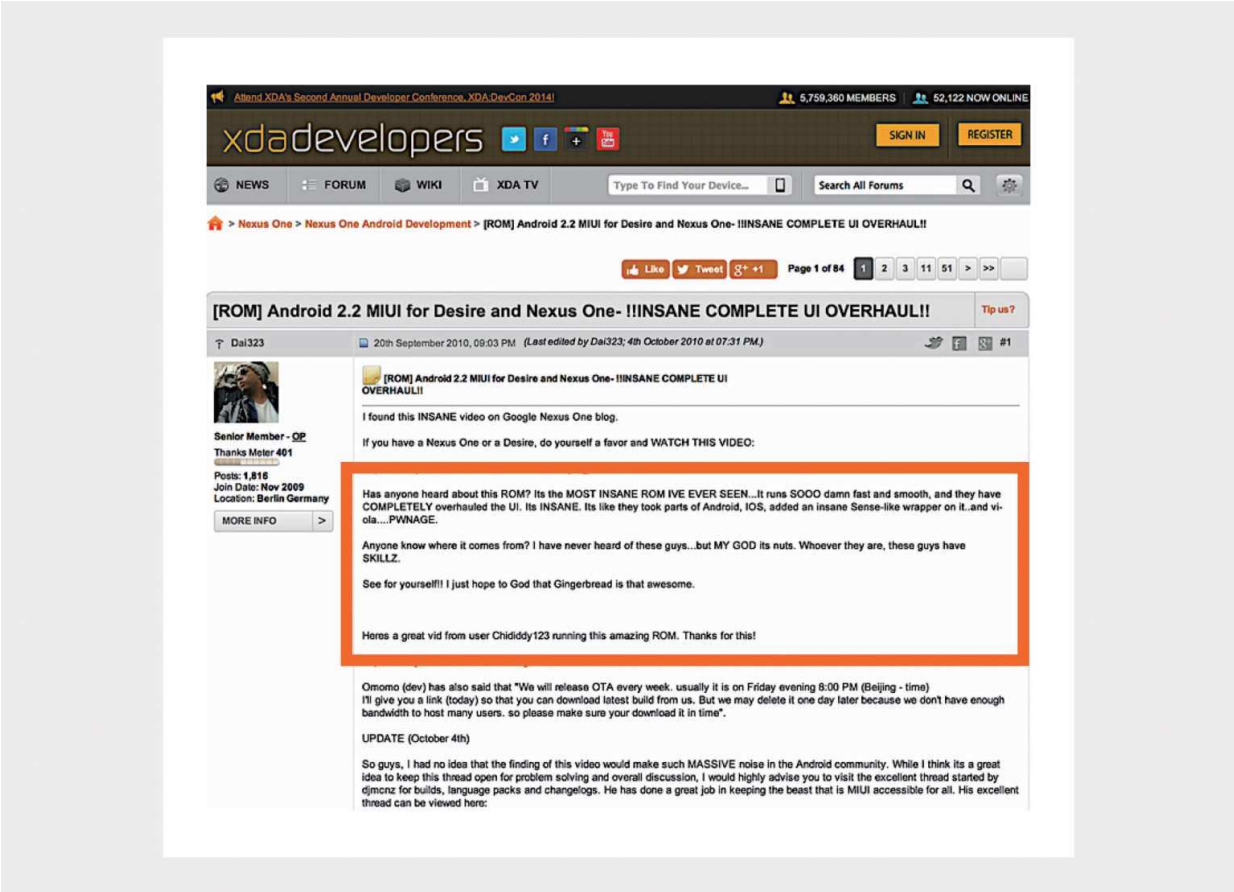 Attend XDA's Second Annual Developer Conference, XDA:DevCon 2014!
5,759,360 MEMBERS
52,122 NOW ONLINE
xdadevelopers
You
Tube
SIGN IN
REGISTER
NEWS
FORUM
WIKI
XDA TV
Type To Find Your Device...
Search All Forums
> Nexus One > Nexus One Android Development > [ROM] Android 2.2 MIUI for Desire and Nexus One- !!INSANE COMPLETE UI OVERHAUL!!
Like
Tweet
g+ +1
Page 1 of 84
1
2
3
11
51
>
>>
[ROM] Android 2.2 MIUI for Desire and Nexus One- !!INSANE COMPLETE UI OVERHAUL!!
Tip us?
Dai323
20th September 2010, 09:03 PM (Last edited by Dai323; 4th October 2010 at 07:31 PM.)
#1
Senior Member - OP
Thanks Meter 401
Posts: 1,816
Join Date: Nov 2009
Location: Berlin Germany
MORE INFO >
[ROM] Android 2.2 MIUI for Desire and Nexus One- !!INSANE COMPLETE UI
OVERHAUL!!
I found this INSANE video on Google Nexus One blog.
If you have a Nexus One or a Desire, do yourself a favor and WATCH THIS VIDEO:
Has anyone heard about this ROM? Its the MOST INSANE ROM IVE EVER SEEN...It runs SOOO damn fast and smooth, and they have
COMPLETELY overhauled the UI. Its INSANE. Its like they took parts of Android, IOS, added an insane Sense-like wrapper on it..and vi-
ola....PWNAGE.
Anyone know where it comes from? I have never heard of these guys...but MY GOD its nuts. Whoever they are, these guys have
SKILLZ.
See for yourself!! I just hope to God that Gingerbread is that awesome.
Heres a great vid from user Chididdy123 running this amazing ROM. Thanks for this!
Omomo (dev) has also said that "We will release OTA every week. usually it is on Friday evening 8:00 PM (Beijing - time)
I'll give you a link (today) so that you can download latest build from us. But we may delete it one day later because we don't have enough
bandwidth to host many users. so please make sure your download it in time".
UPDATE (October 4th)
So guys, I had no idea that the finding of this video would make such MASSIVE noise in the Android community. While I think its a great
idea to keep this thread open for problem solving and overall discussion, I would highly advise you to visit the excellent thread started by
djmcnz for builds, language packs and changelogs. He has done a great job in keeping the beast that is MIUI accessible for all. His excellent
thread can be viewed here: